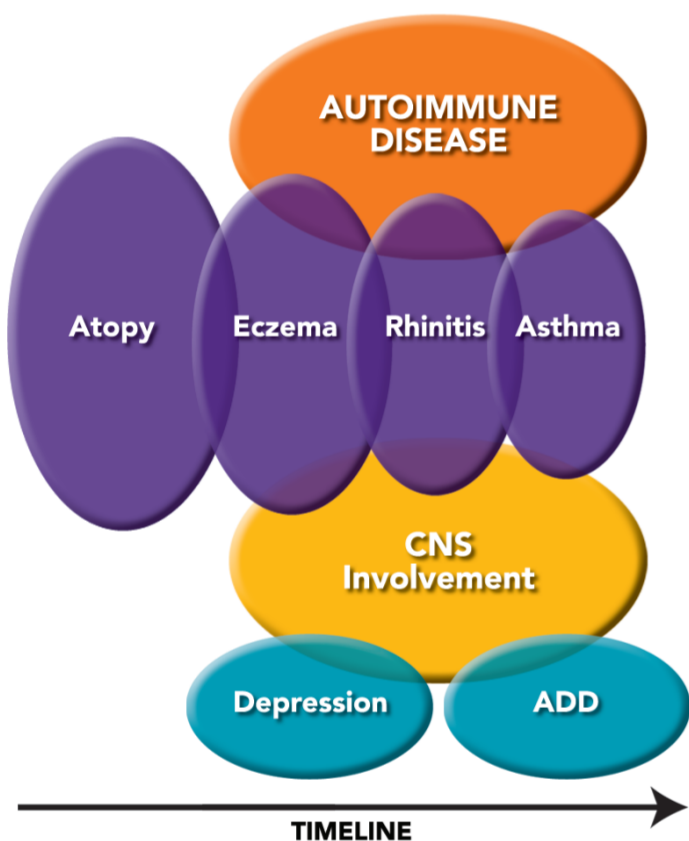 AUTOIMMUNE
DISEASE
Atopy
Eczema
Rhinitis
Asthma
CNS
Involvement
Depression
ADD
TIMELINE